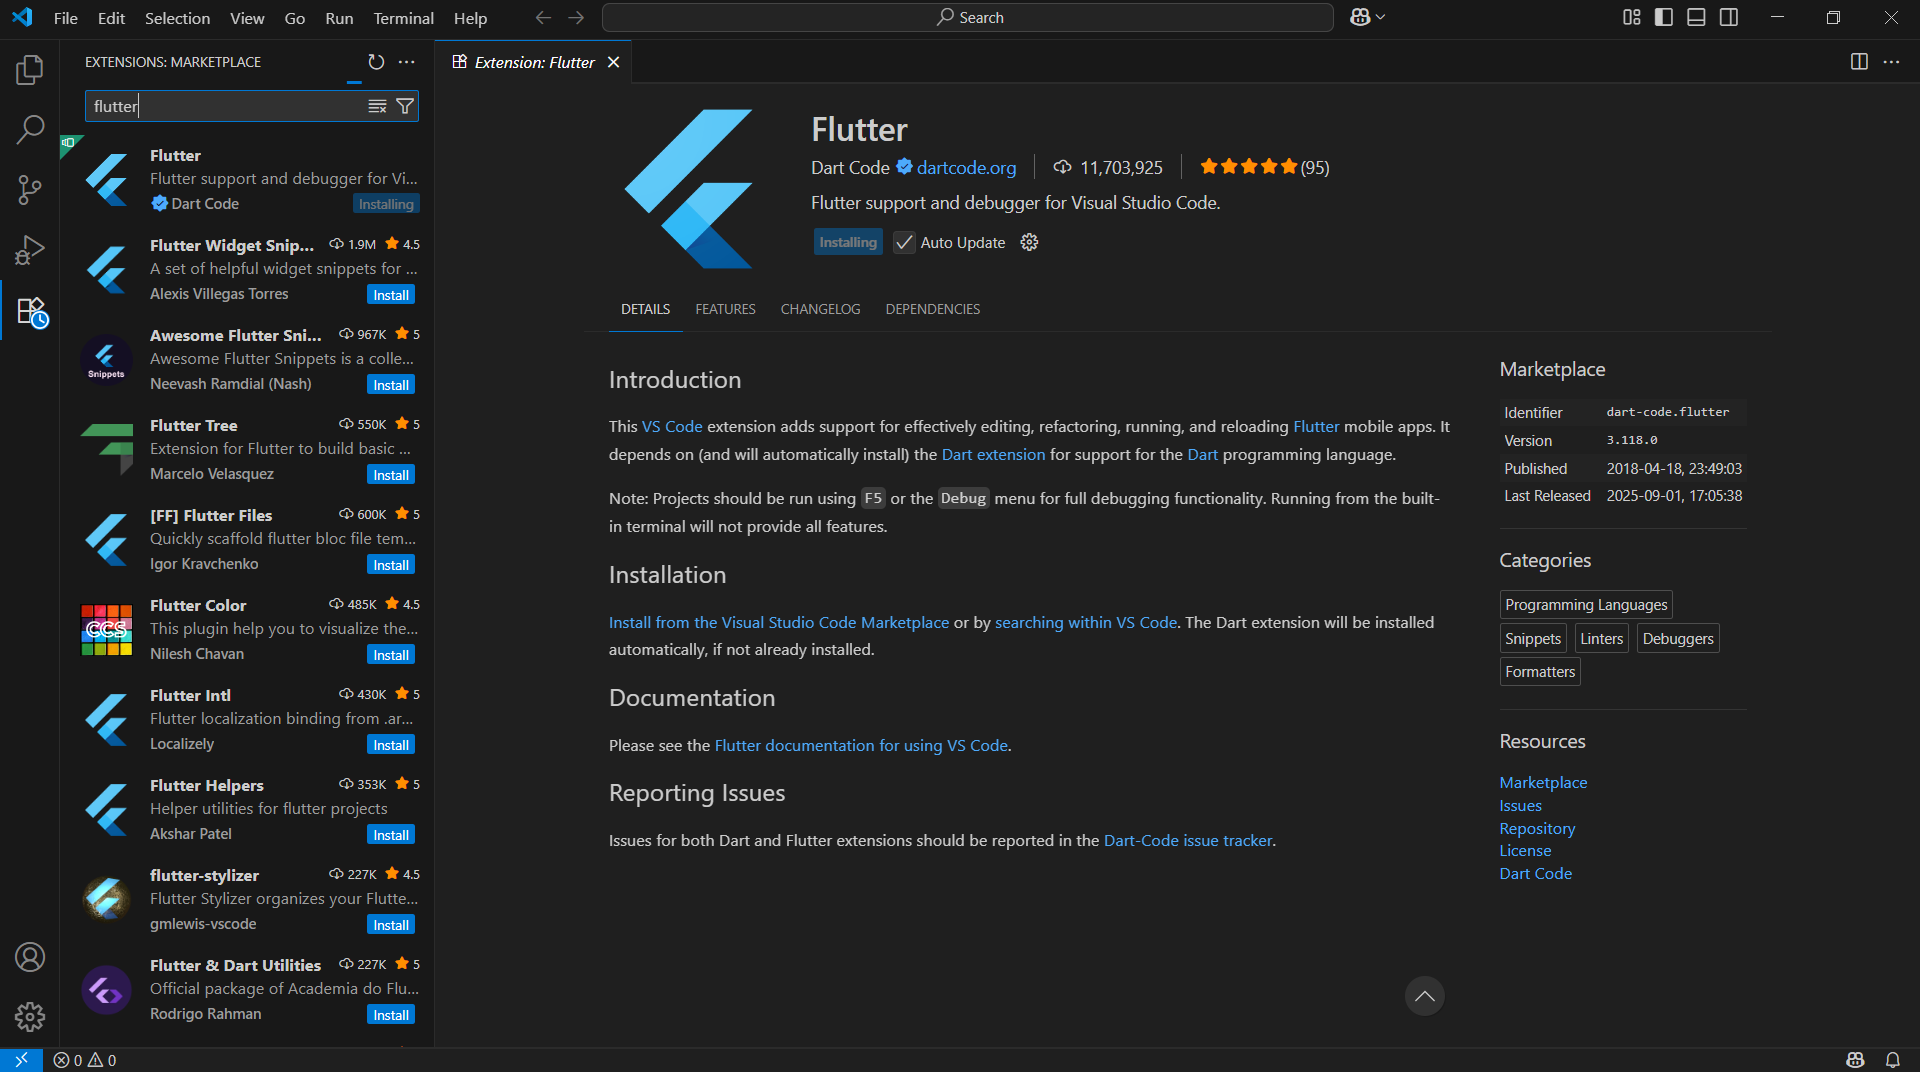 File Edit Selection View Go Run Terminal Help
Search
EXTENSIONS: MARKETPLACE
flutter
Flutter
Flutter support and debugger for Vi...
Dart Code
Installing
Flutter Widget Snip... 1.9M 4.5
A set of helpful widget snippets for ...
Alexis Villegas Torres
Install
Awesome Flutter Sni... 967K 5
Awesome Flutter Snippets is a colle...
Neevash Ramdial (Nash)
Install
Snippets
Flutter Tree 550K 5
Extension for Flutter to build basic ...
Marcelo Velasquez
Install
[FF] Flutter Files 600K 5
Quickly scaffold flutter bloc file tem...
Igor Kravchenko
Install
Flutter Color 485K 4.5
This plugin help you to visualize the...
Nilesh Chavan
Install
CCS
Flutter Intl 430K 5
Flutter localization binding from .ar...
Localizely
Install
Flutter Helpers 353K 5
Helper utilities for flutter projects
Akshar Patel
Install
flutter-stylizer 227K 4.5
Flutter Stylizer organizes your Flutte...
gmlewis-vscode
Install
Flutter & Dart Utilities 227K 5
Official package of Academia do Flu...
Rodrigo Rahman
Install
Extension: Flutter
Flutter
Dart Code dartcode.org 11,703,925 (95)
Flutter support and debugger for Visual Studio Code.
Installing Auto Update
DETAILS FEATURES CHANGELOG DEPENDENCIES
Introduction
This VS Code extension adds support for effectively editing, refactoring, running, and reloading Flutter mobile apps. It
depends on (and will automatically install) the Dart extension for support for the Dart programming language.
Note: Projects should be run using F5 or the Debug menu for full debugging functionality. Running from the built-
in terminal will not provide all features.
Installation
Install from the Visual Studio Code Marketplace or by searching within VS Code. The Dart extension will be installed
automatically, if not already installed.
Documentation
Please see the Flutter documentation for using VS Code.
Reporting Issues
Issues for both Dart and Flutter extensions should be reported in the Dart-Code issue tracker.
Marketplace
Identifier dart-code.flutter
Version 3.118.0
Published 2018-04-18, 23:49:03
Last Released 2025-09-01, 17:05:38
Categories
Programming Languages
Snippets Linters Debuggers
Formatters
Resources
Marketplace
Issues
Repository
License
Dart Code
0 0